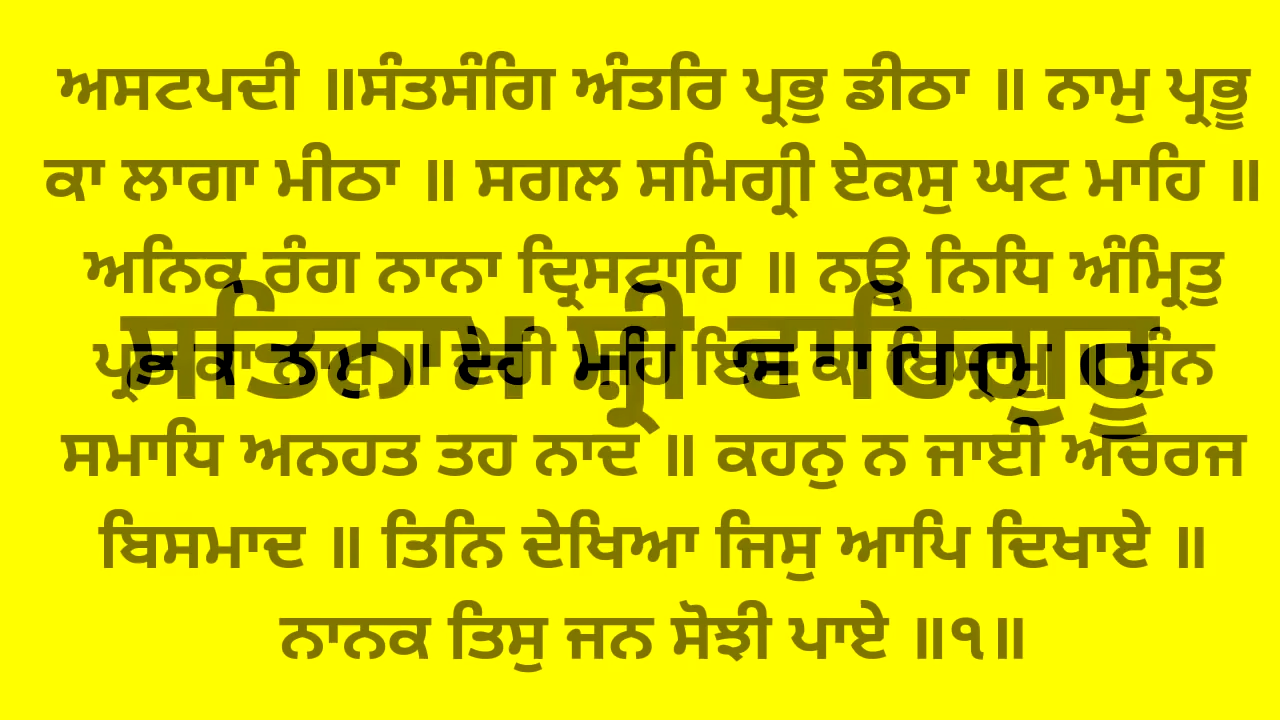 ਅਸਟਪਦੀ ॥ਸੰਤਸੰਗਿ ਅੰਤਰਿ ਪ੍ਰਭੁ ਡੀਠਾ ॥ ਨਾਮੁ ਪ੍ਰਭੂ
ਕਾ ਲਾਗਾ ਮੀਠਾ ॥ ਸਗਲ ਸਮਿਗ੍ਰੀ ਏਕਸੁ ਘਟ ਮਾਹਿ ॥
ਅਨਿਕ ਰੰਗ ਨਾਨਾ ਦ੍ਰਿਸਟਾਹਿ ॥ ਨਉ ਨਿਧਿ ਅੰਮ੍ਰਿਤੁ
ਸਤਿਨਾਮ ਸ਼੍ਰੀ ਵਾਹਿਗੁਰੂ
ਪ੍ਰਭ ਕਾ ਨਾਮੁ ॥ ਦੇਹੀ ਮਹਿ ਇਸ ਕਾ ਬਿਸ੍ਰਾਮੁ ॥ ਸੁੰਨ
ਸਮਾਧਿ ਅਨਹਤ ਤਹ ਨਾਦ ॥ ਕਹਨੁ ਨ ਜਾਈ ਅਚਰਜ
ਬਿਸਮਾਦ ॥ ਤਿਨਿ ਦੇਖਿਆ ਜਿਸੁ ਆਪਿ ਦਿਖਾਏ ॥
ਨਾਨਕ ਤਿਸੁ ਜਨ ਸੋਝੀ ਪਾਏ ॥੧॥